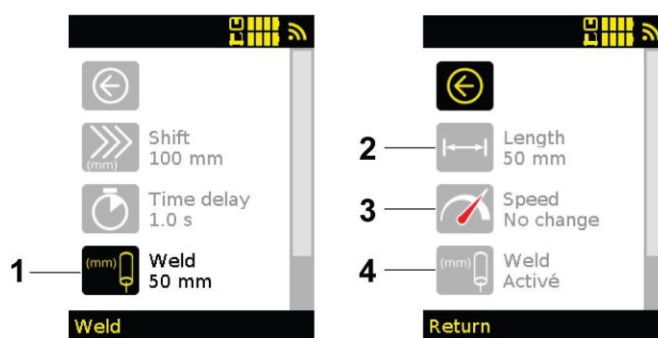 Shift
100 mm
(mm)
Time delay
1.0 s
1
(mm)
Weld
50 mm
Weld
2
Length
50 mm
3
Speed
No change
4
(mm)
Weld
Activé
Return